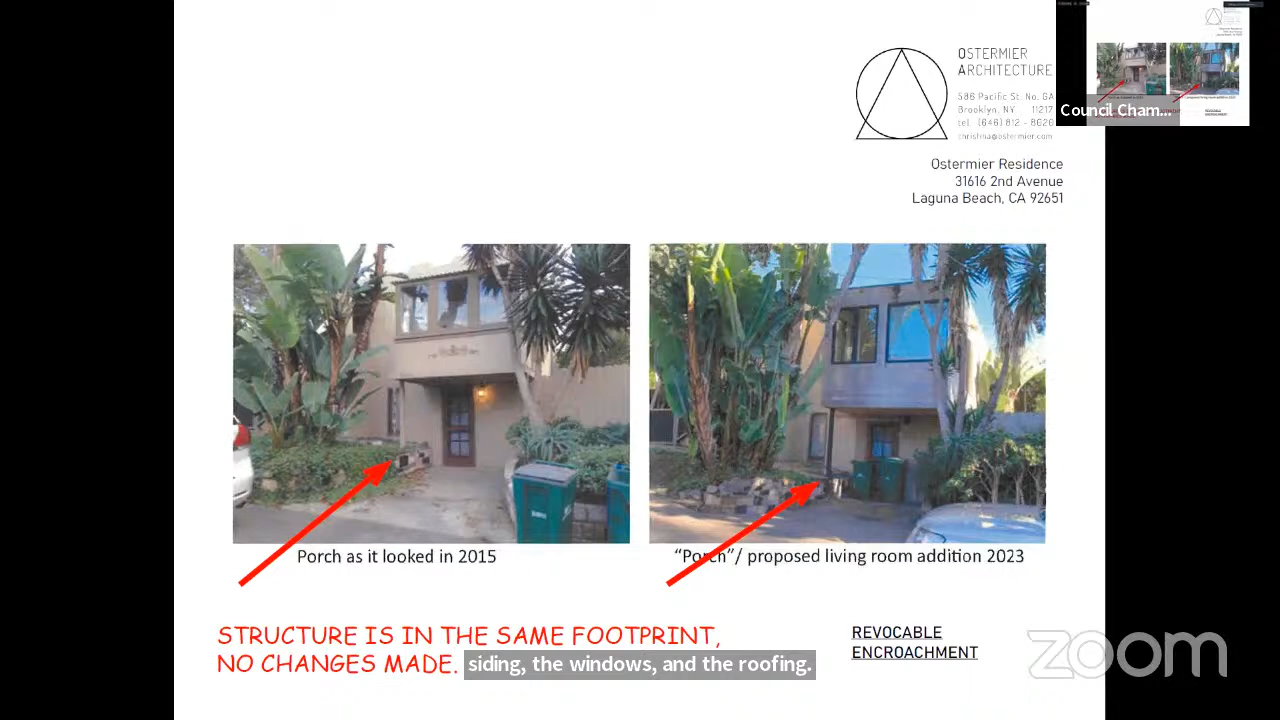 OSTERMIER
ARCHITECTURE
586 Pacific St. No. GA
Brooklyn, NY 11217
tel. (646) 812 - 8020
christina@ostermier.com
Ostermier Residence
31616 2nd Avenue
Laguna Beach, CA 92651
Council Cham...
Porch as it looked in 2015
“Porch”/ proposed living room addition 2023
STRUCTURE IS IN THE SAME FOOTPRINT,
NO CHANGES MADE.
siding, the windows, and the roofing.
REVOCABLE
ENCROACHMENT
zoom